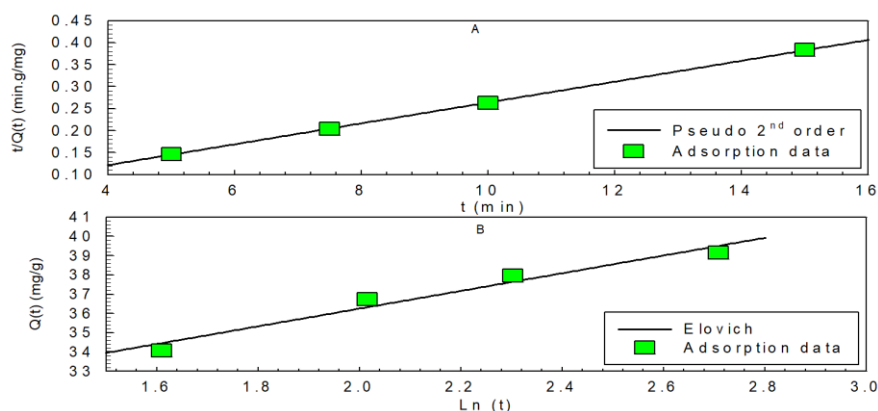 A
0.45
0.40
0.35
0.30
0.25
0.20
0.15
0.10
t/Q(t) (min.g/mg)
Pseudo 2nd order
Adsorption data
4 6 8 10 12 14 16
t (min)
B
41
40
39
38
37
36
35
34
33
Q(t) (mg/g)
Elovich
Adsorption data
1.6 1.8 2.0 2.2 2.4 2.6 2.8 3.0
Ln (t)